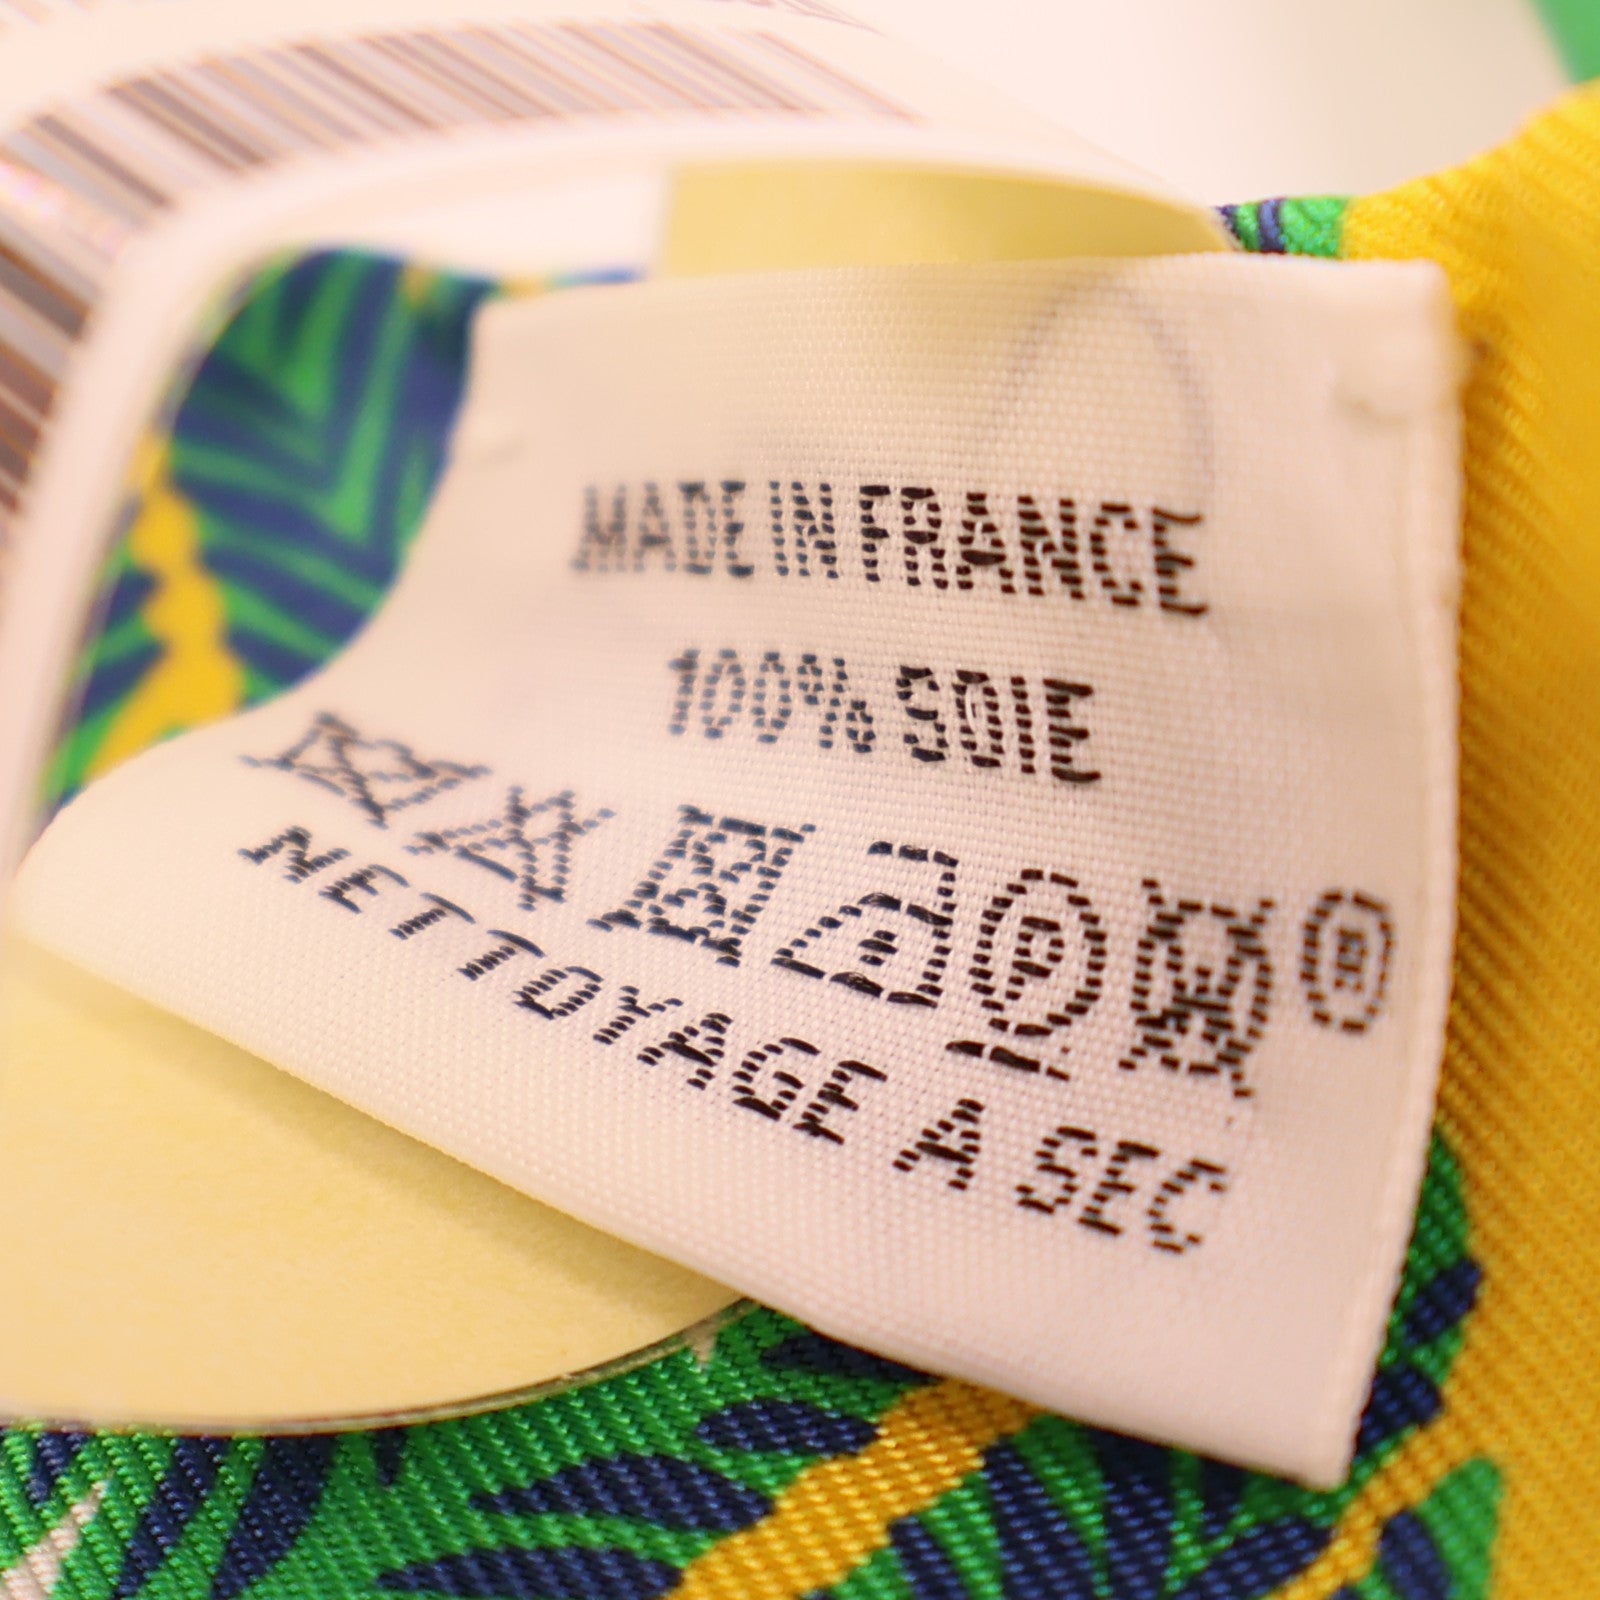 MADE IN FRANCE
100% SOIE
NETTOYAGE A SEC